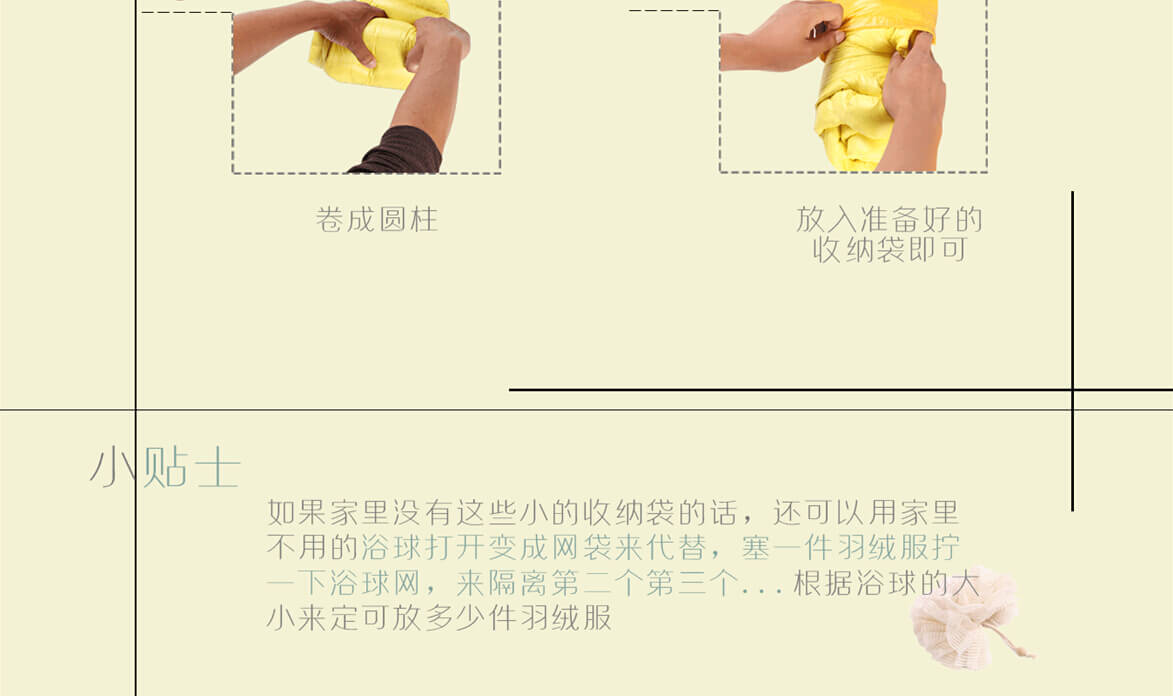 卷成圆柱
放入准备好的
收纳袋即可
小贴士
如果家里没有这些小的收纳袋的话，还可以用家里
不用的浴球打开变成网袋来代替，塞一件羽绒服拧
一下浴球网，来隔离第二个第三个...根据浴球的大
小来定可放多少件羽绒服